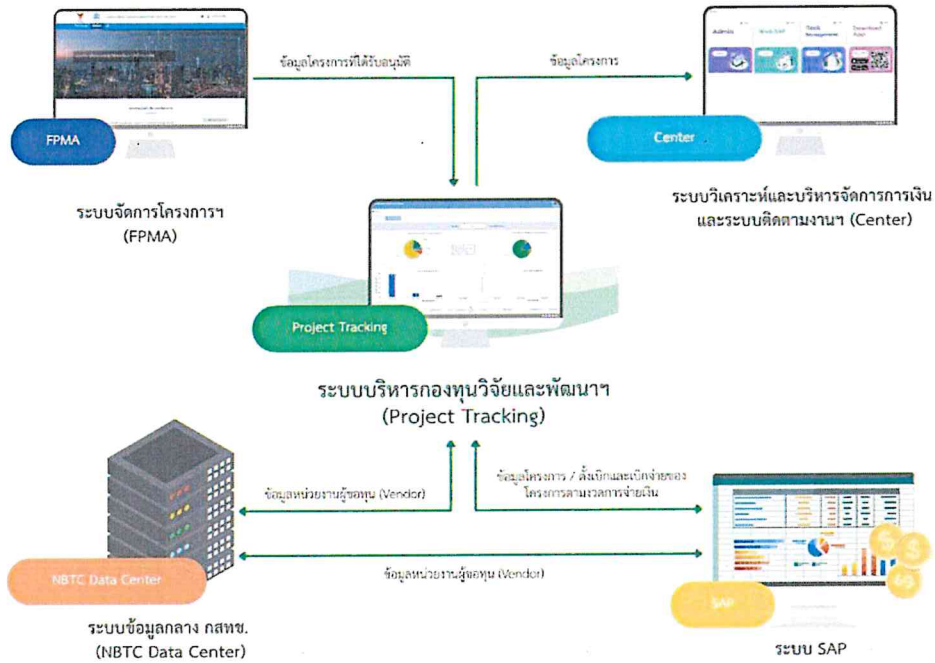 Admin
Task Management
ข้อมูลโครงการที่ได้รับอนุมัติ
ข้อมูลโครงการ
FPMA
Center
ระบบจัดการโครงการฯ
(FPMA)
ระบบวิเคราะห์และบริหารจัดการการเงิน
และระบบติดตามงานฯ (Center)
Project Tracking
ระบบบริหารกองทุนวิจัยและพัฒนาฯ
(Project Tracking)
ข้อมูลหน่วยงานผู้ขอทุน (Vendor)
ข้อมูลโครงการ / ตั้งเบิกและเบิกจ่ายของ
โครงการตามงวดการจ่ายเงิน
NBTC Data Center
ข้อมูลหน่วยงานผู้ขอทุน (Vendor)
SAP
ระบบข้อมูลกลาง กสทช.
(NBTC Data Center)
ระบบ SAP